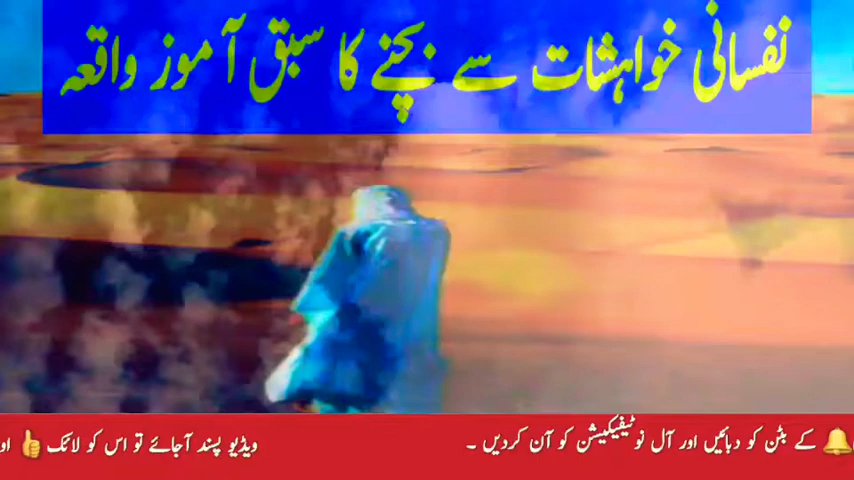 نفسانی خواہشات سے بچنے کا سبق آموز واقعہ
🔔 کے بٹن کو دبائیں اور آل نوٹیفیکیشن کو آن کردیں ۔ ویڈیو پسند آجائے تو اس کو لائک 👍 او